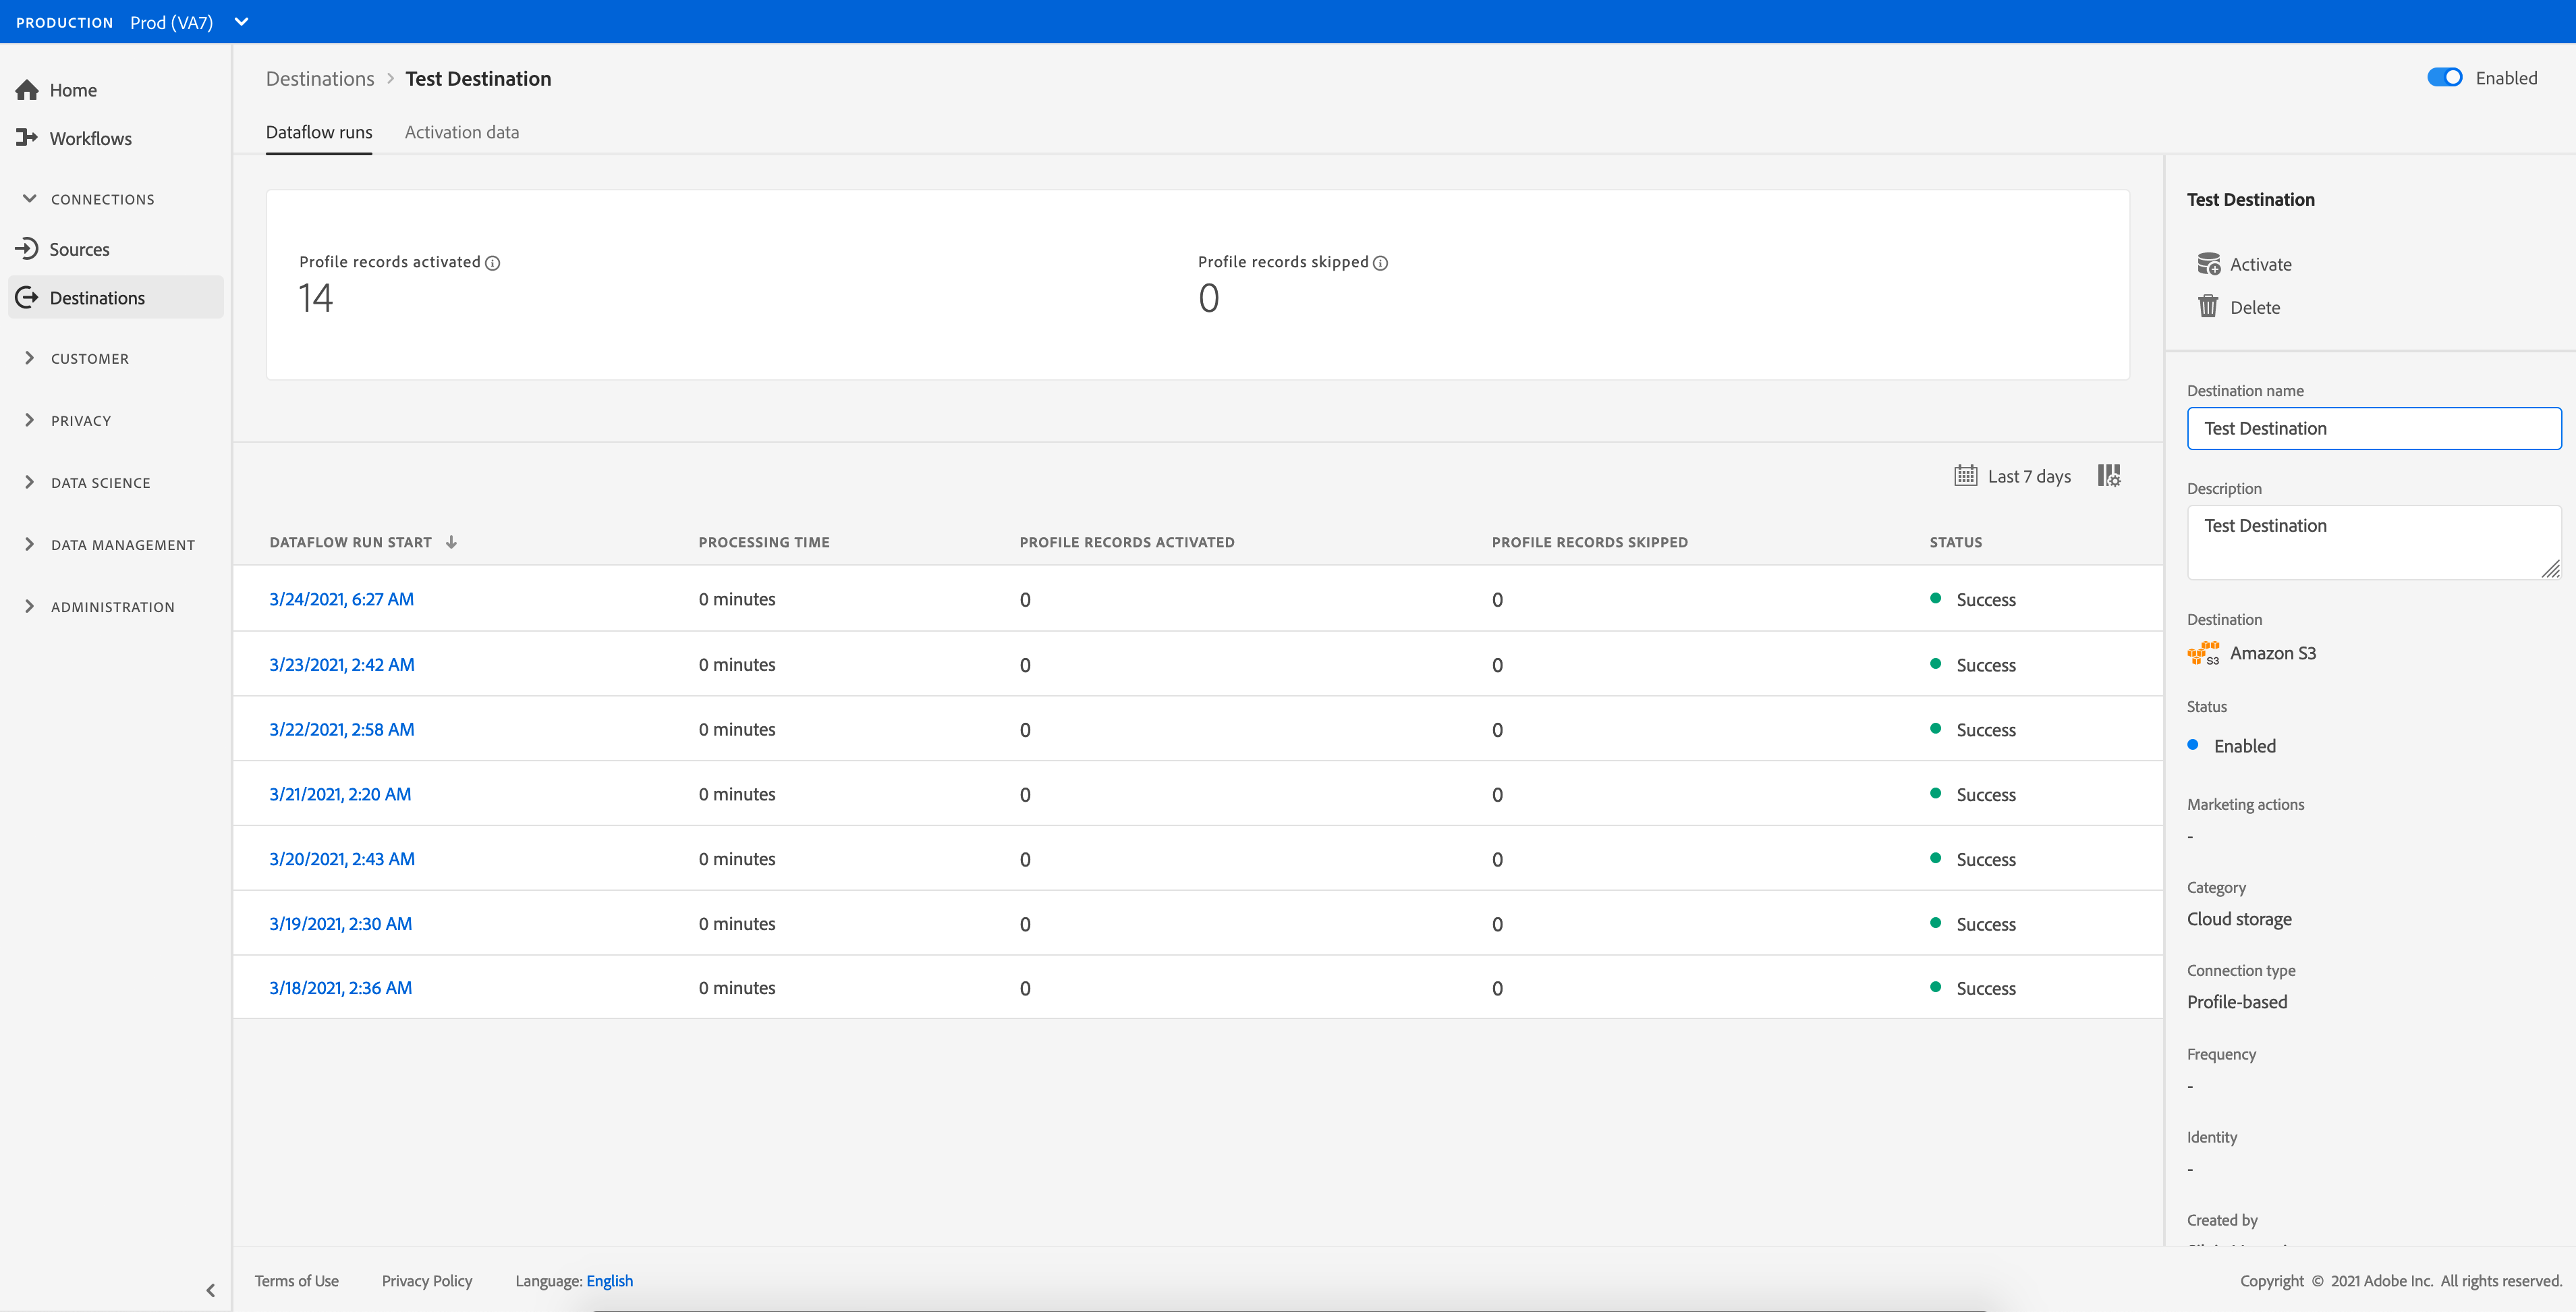 PRODUCTION Prod (VA7)
Home
Workflows
CONNECTIONS
Sources
Destinations
CUSTOMER
PRIVACY
DATA SCIENCE
DATA MANAGEMENT
ADMINISTRATION
Destinations Test Destination
Enabled
Dataflow runs Activation data
Profile records activated
14
Profile records skipped
0
Last 7 days
DATAFLOW RUN START PROCESSING TIME PROFILE RECORDS ACTIVATED PROFILE RECORDS SKIPPED STATUS
3/24/2021, 6:27 AM 0 minutes 0 0 Success
3/23/2021, 2:42 AM 0 minutes 0 0 Success
3/22/2021, 2:58 AM 0 minutes 0 0 Success
3/21/2021, 2:20 AM 0 minutes 0 0 Success
3/20/2021, 2:43 AM 0 minutes 0 0 Success
3/19/2021, 2:30 AM 0 minutes 0 0 Success
3/18/2021, 2:36 AM 0 minutes 0 0 Success
Test Destination
Activate
Delete
Destination name
Test Destination
Description
Test Destination
Destination
S3 Amazon S3
Status
Enabled
Marketing actions
-
Category
Cloud storage
Connection type
Profile-based
Frequency
-
Identity
-
Created by
Terms of Use Privacy Policy Language: English
Copyright © 2021 Adobe Inc. All rights reserved.